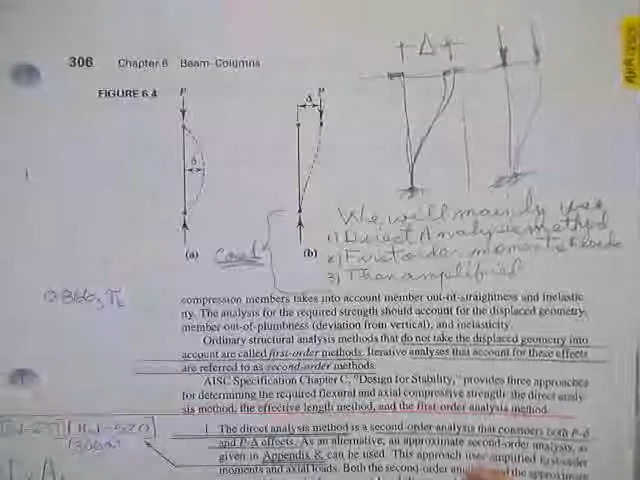 306 Chapter 6 Beam-Columns
FIGURE 6.4
P
δ
(a)
P
δ
(b)
Δ
We will mainly use
1) Direct Analysis method
2) First order moments & loads
3) Then amplified
compression members takes into account member out-of-straightness and inelastic
ity. The analysis for the required strength should account for the displaced geometry,
member out-of-plumbness (deviation from vertical), and inelasticity.
Ordinary structural analysis methods that do not take the displaced geometry into
account are called first-order methods. Iterative analyses that account for these effects
are referred to as second-order methods.
AISC Specification Chapter C, "Design for Stability," provides three approaches
for determining the required flexural and axial compressive strength: the direct analy-
sis method, the effective length method, and the first-order analysis method.
1. The direct analysis method is a second-order analysis that considers both P-δ
and P-Δ effects. As an alternative, an approximate second-order analysis, as
given in Appendix 8, can be used. This approach uses amplified first-order
moments and axial loads. Both the second-order and the approximate